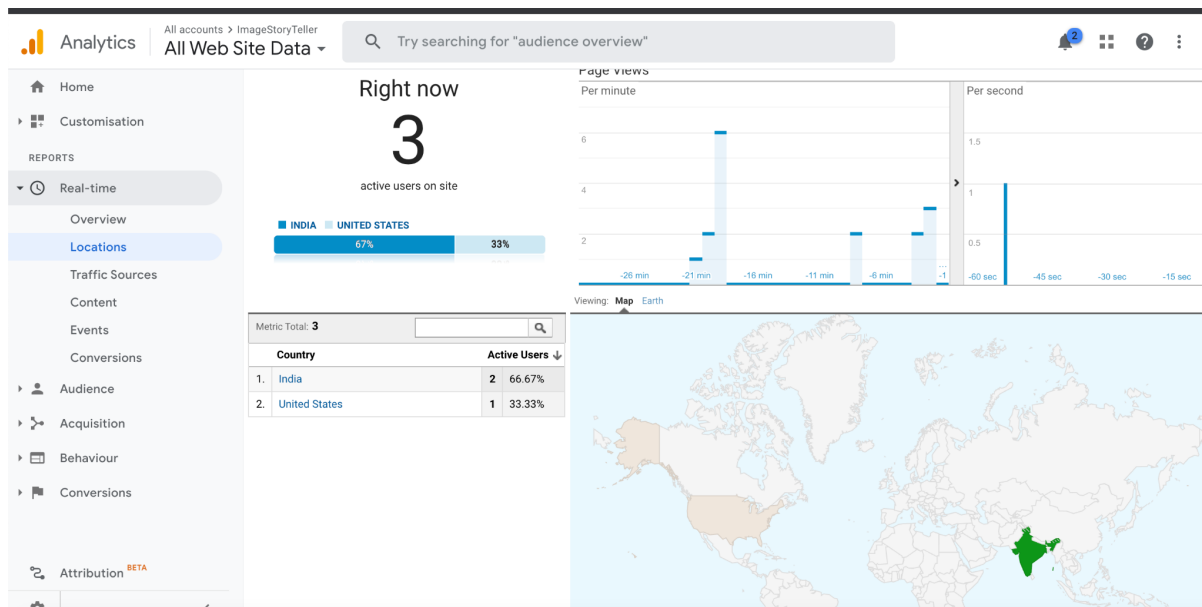 Analytics
All accounts > ImageStoryTeller
All Web Site Data
Try searching for "audience overview"
2
Home
Customisation
REPORTS
Real-time
Overview
Locations
Traffic Sources
Content
Events
Conversions
Audience
Acquisition
Behaviour
Conversions
Attribution BETA
Right now
3
active users on site
INDIA UNITED STATES
67% 33%
Page Views
Per minute
6
4
2
-26 min -21 min -16 min -11 min -6 min ... -1
Per second
1.5
1
0.5
-60 sec -45 sec -30 sec -15 sec
Viewing: Map Earth
Metric Total: 3
Country Active Users
1. India 2 66.67%
2. United States 1 33.33%